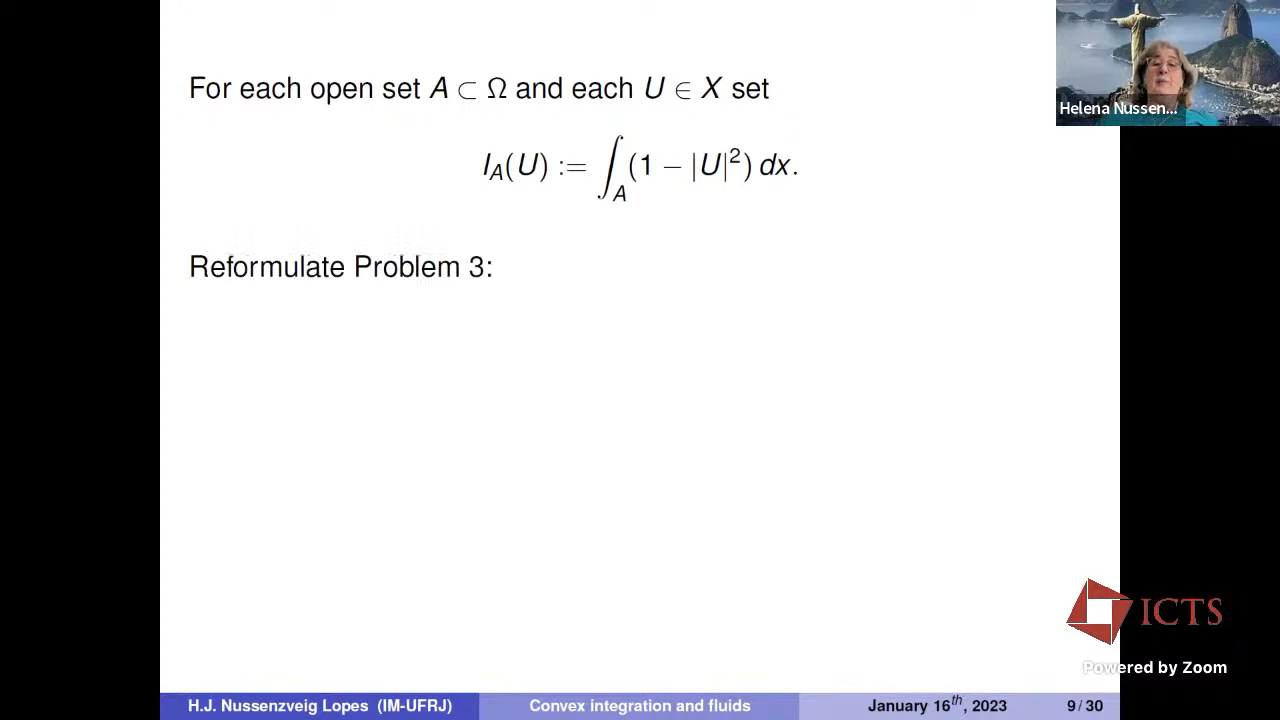 For each open set A ⊂ Ω and each U ∈ X set
I_A(U) := ∫_A (1 − |U|²) dx.
Reformulate Problem 3:
Helena Nussen...
ICTS
Powered by Zoom
H.J. Nussenzveig Lopes (IM-UFRJ) Convex integration and fluids January 16th, 2023 9 / 30